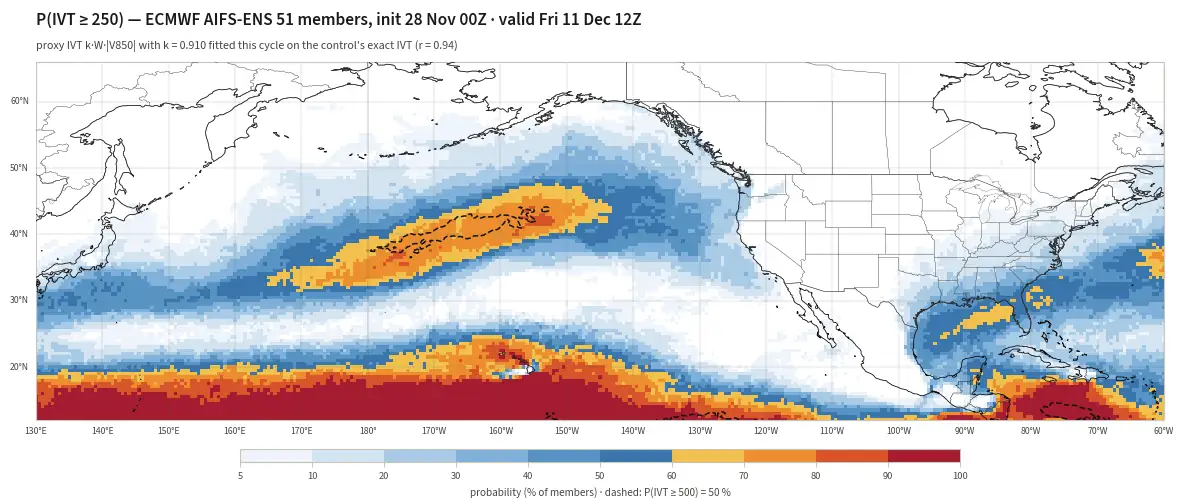 P(IVT ≥ 250) — ECMWF AIFS-ENS 51 members, init 28 Nov 00Z · valid Fri 11 Dec 12Z
proxy IVT k·W·|V850| with k = 0.910 fitted this cycle on the control's exact IVT (r = 0.94)
60°N
50°N
40°N
30°N
20°N
130°E 140°E 150°E 160°E 170°E 180° 170°W 160°W 150°W 140°W 130°W 120°W 110°W 100°W 90°W 80°W 70°W 60°W
5 10 20 30 40 50 60 70 80 90 100
probability (% of members) · dashed: P(IVT ≥ 500) = 50 %